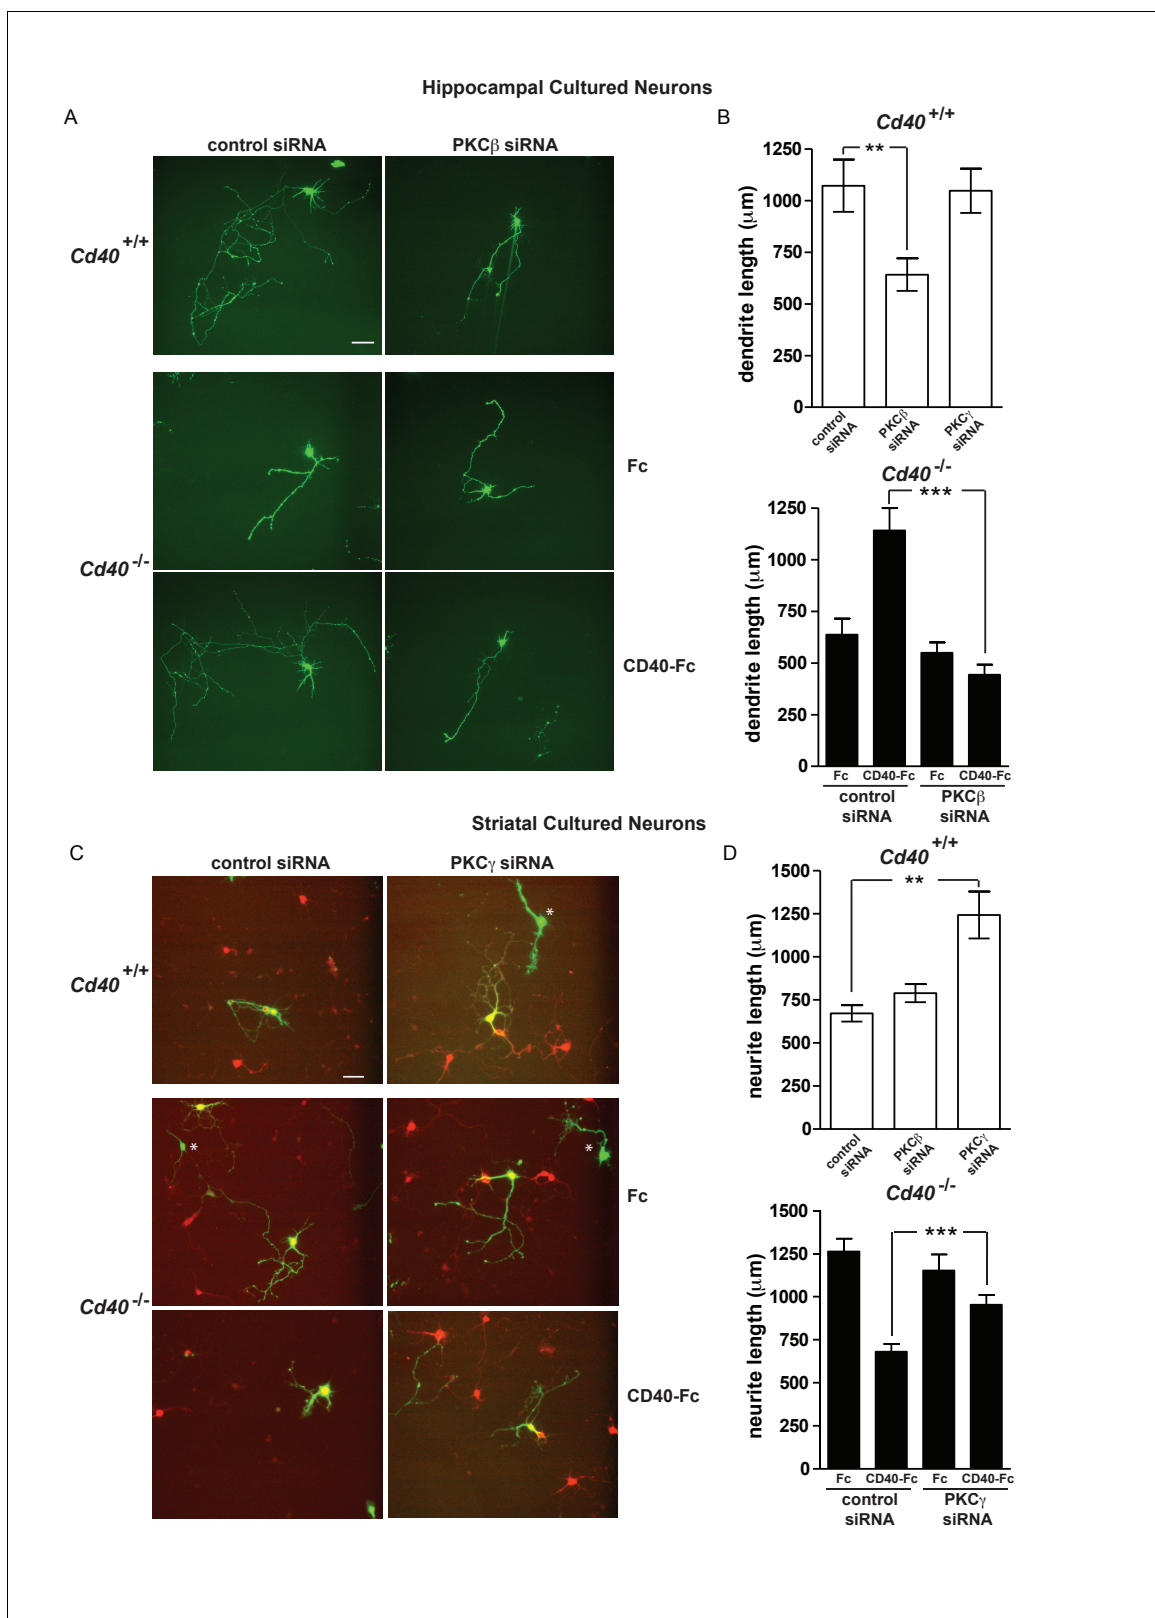 Hippocampal Cultured Neurons
A
control siRNA
PKCβ siRNA
Cd40 +/+
Cd40 -/-
Fc
CD40-Fc
B
Cd40 +/+
dendrite length (μm)
1250
1000
750
500
250
0
**
control siRNA
PKCβ siRNA
PKCγ siRNA
Cd40 -/-
dendrite length (μm)
1250
1000
750
500
250
0
***
Fc CD40-Fc Fc CD40-Fc
control siRNA
PKCβ siRNA
Striatal Cultured Neurons
C
control siRNA
PKCγ siRNA
Cd40 +/+
*
Cd40 -/-
*
*
Fc
CD40-Fc
D
Cd40 +/+
neurite length (μm)
1500
1250
1000
750
500
250
0
**
control siRNA
PKCβ siRNA
PKCγ siRNA
Cd40 -/-
neurite length (μm)
1500
1250
1000
750
500
250
0
***
Fc CD40-Fc Fc CD40-Fc
control siRNA
PKCγ siRNA